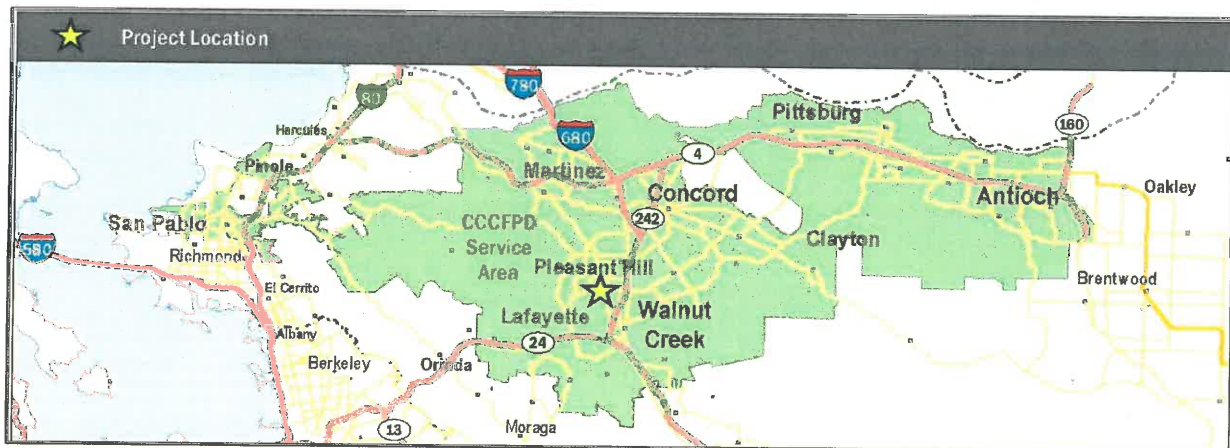 Project Location
780
80
Pittsburg
160
Hercules
680
4
Pinole
Martinez
Concord
Antioch
Oakley
San Pablo
CCCFPD
Service
Area
242
Clayton
580
Richmond
Pleasant Hill
Brentwood
El Cerrito
Lafayette
Walnut
Creek
Albany
24
Berkeley
Orinda
13
Moraga